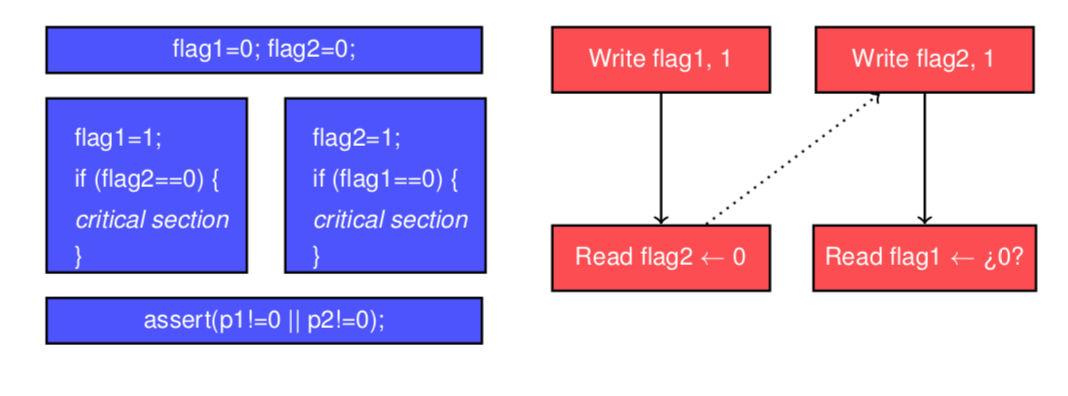 flag1=0; flag2=0;
flag1=1;
if (flag2==0) {
critical section
}
flag2=1;
if (flag1==0) {
critical section
}
assert(p1!=0 || p2!=0);
Write flag1, 1
Write flag2, 1
Read flag2 ← 0
Read flag1 ← ¿0?